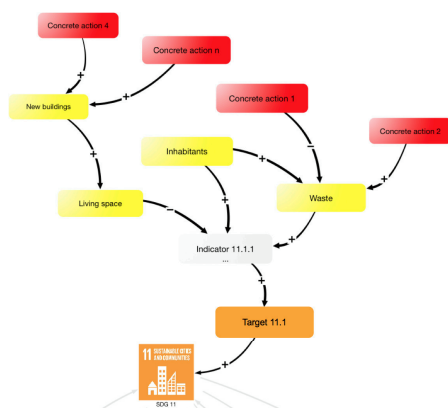 Concrete action 4
Concrete action n
+
+
New buildings
Concrete action 1
Concrete action 2
+
Inhabitants
+
–
+
+
Living space
Waste
–
+
Indicator 11.1.1
...
+
Target 11.1
11 SUSTAINABLE CITIES
AND COMMUNITIES
+
SDG 11